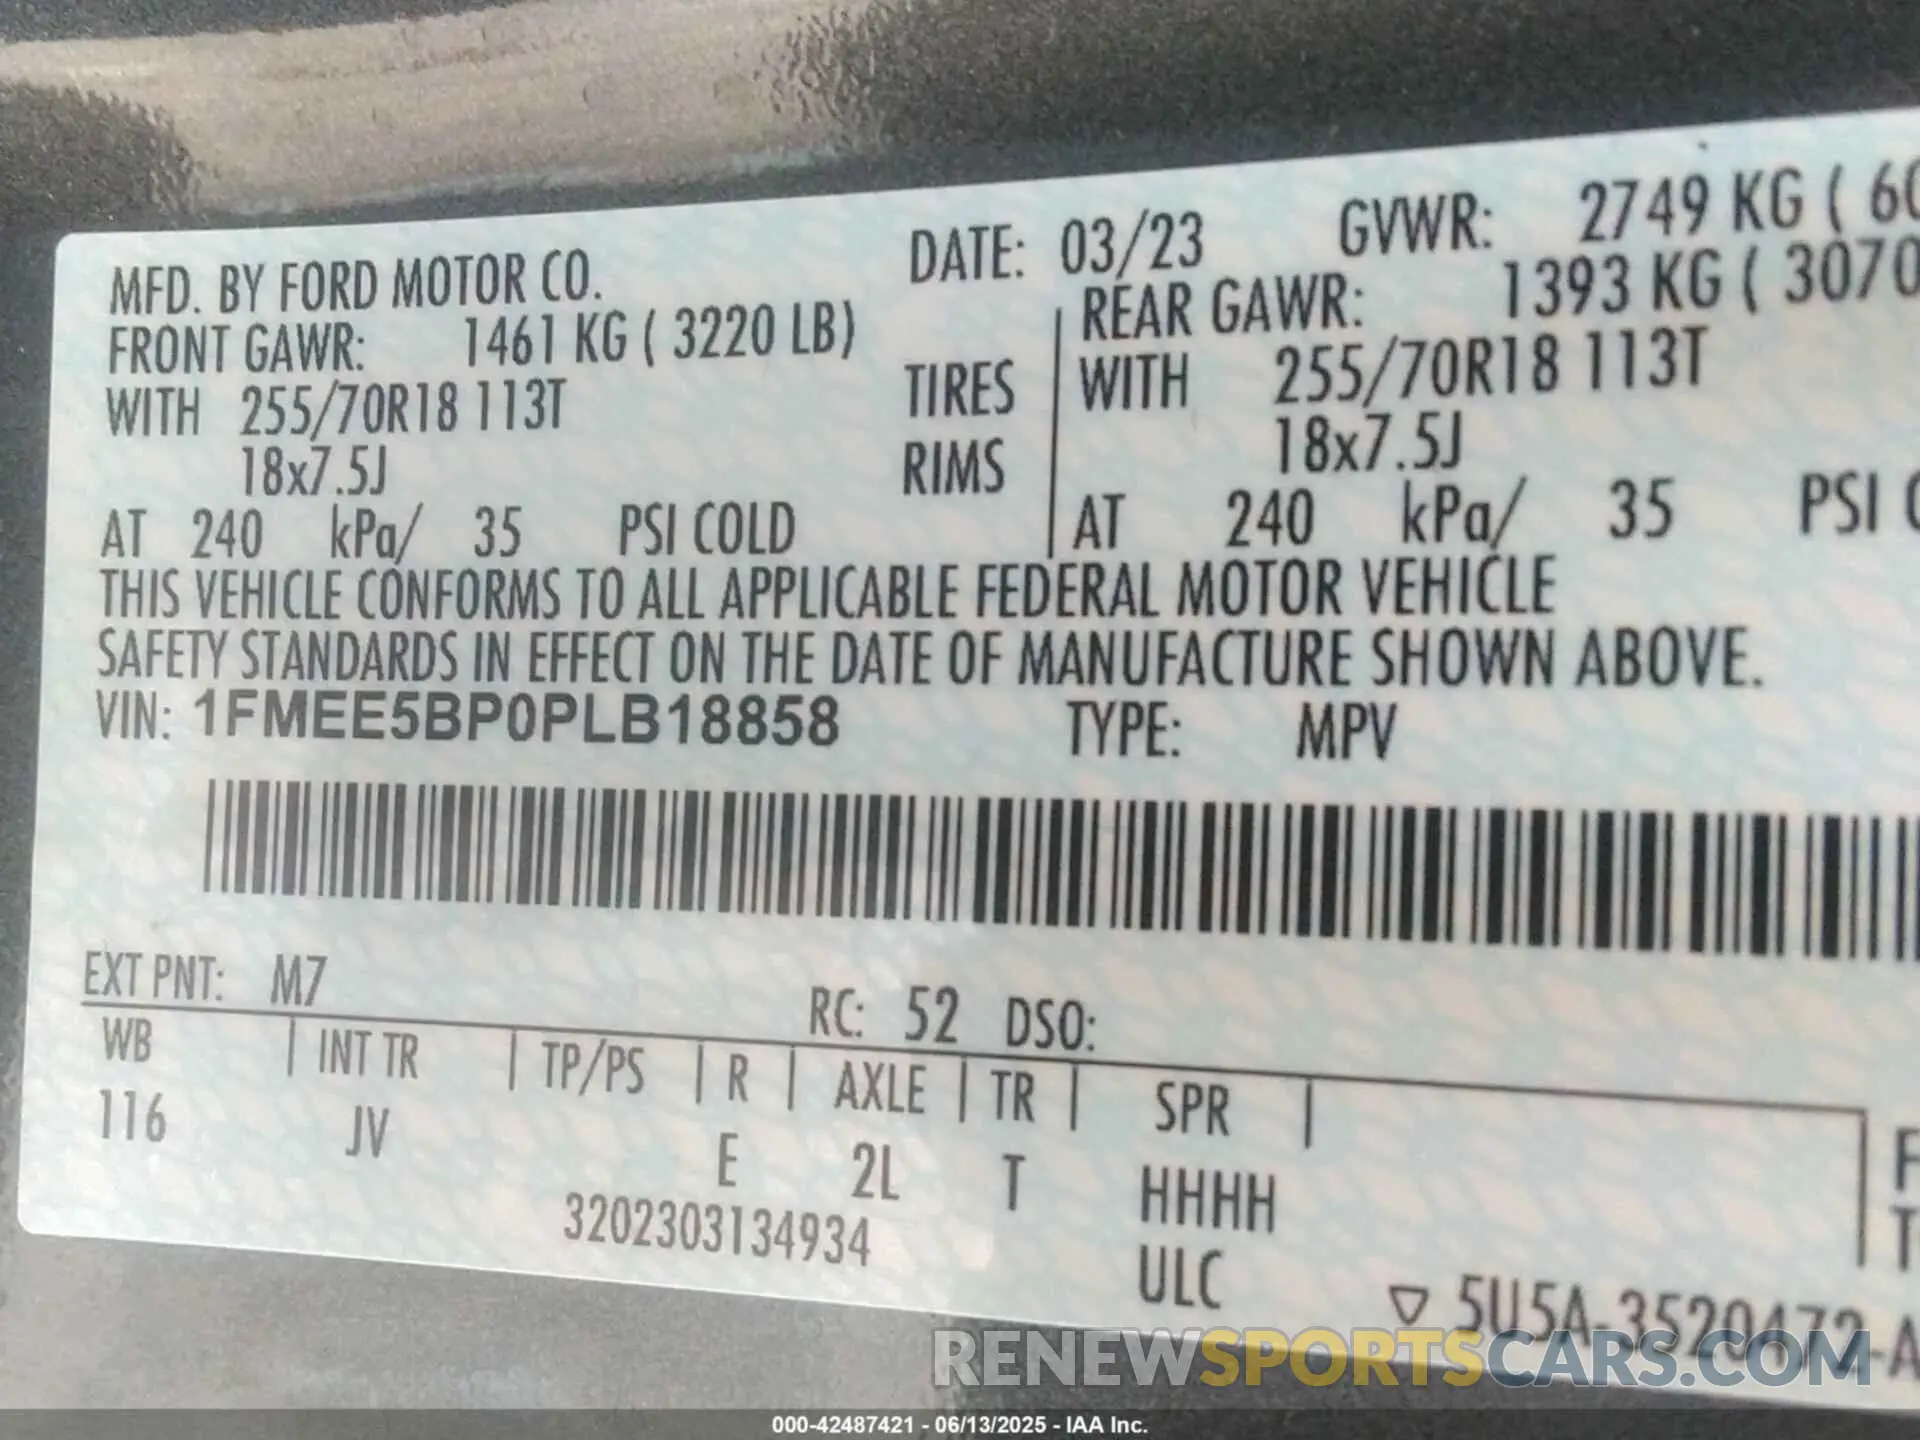 MFD. BY FORD MOTOR CO. DATE: 03/23 GVWR: 2749 KG ( 60
FRONT GAWR: 1461 KG ( 3220 LB) REAR GAWR: 1393 KG ( 3070
WITH 255/70R18 113T TIRES WITH 255/70R18 113T
18x7.5J RIMS 18x7.5J
AT 240 kPa/ 35 PSI COLD AT 240 kPa/ 35 PSI C
THIS VEHICLE CONFORMS TO ALL APPLICABLE FEDERAL MOTOR VEHICLE
SAFETY STANDARDS IN EFFECT ON THE DATE OF MANUFACTURE SHOWN ABOVE.
VIN: 1FMEE5BP0PLB18858 TYPE: MPV
EXT PNT: M7 RC: 52 DSO:
WB | INT TR | TP/PS | R | AXLE | TR | SPR |
116 JV E 2L T HHHH
3202303134934 ULC
F
T
▽ 5U5A-3520472-A
RENEWSPORTSCARS.COM
000-42487421 - 06/13/2025 - IAA Inc.